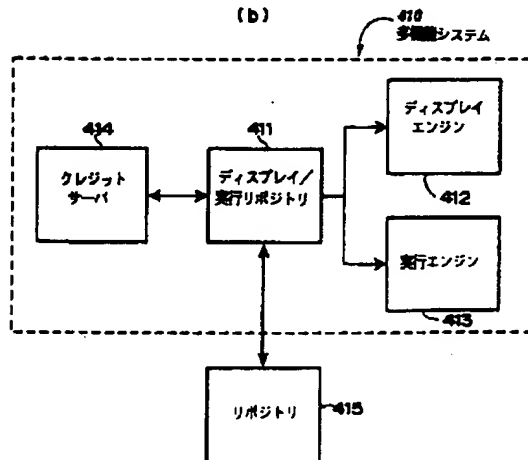 (b)
410
多機能システム
414
クレジット
サーバ
411
ディスプレイ/
実行リポジトリ
ディスプレイ
エンジン
412
実行エンジン
413
リポジトリ
415